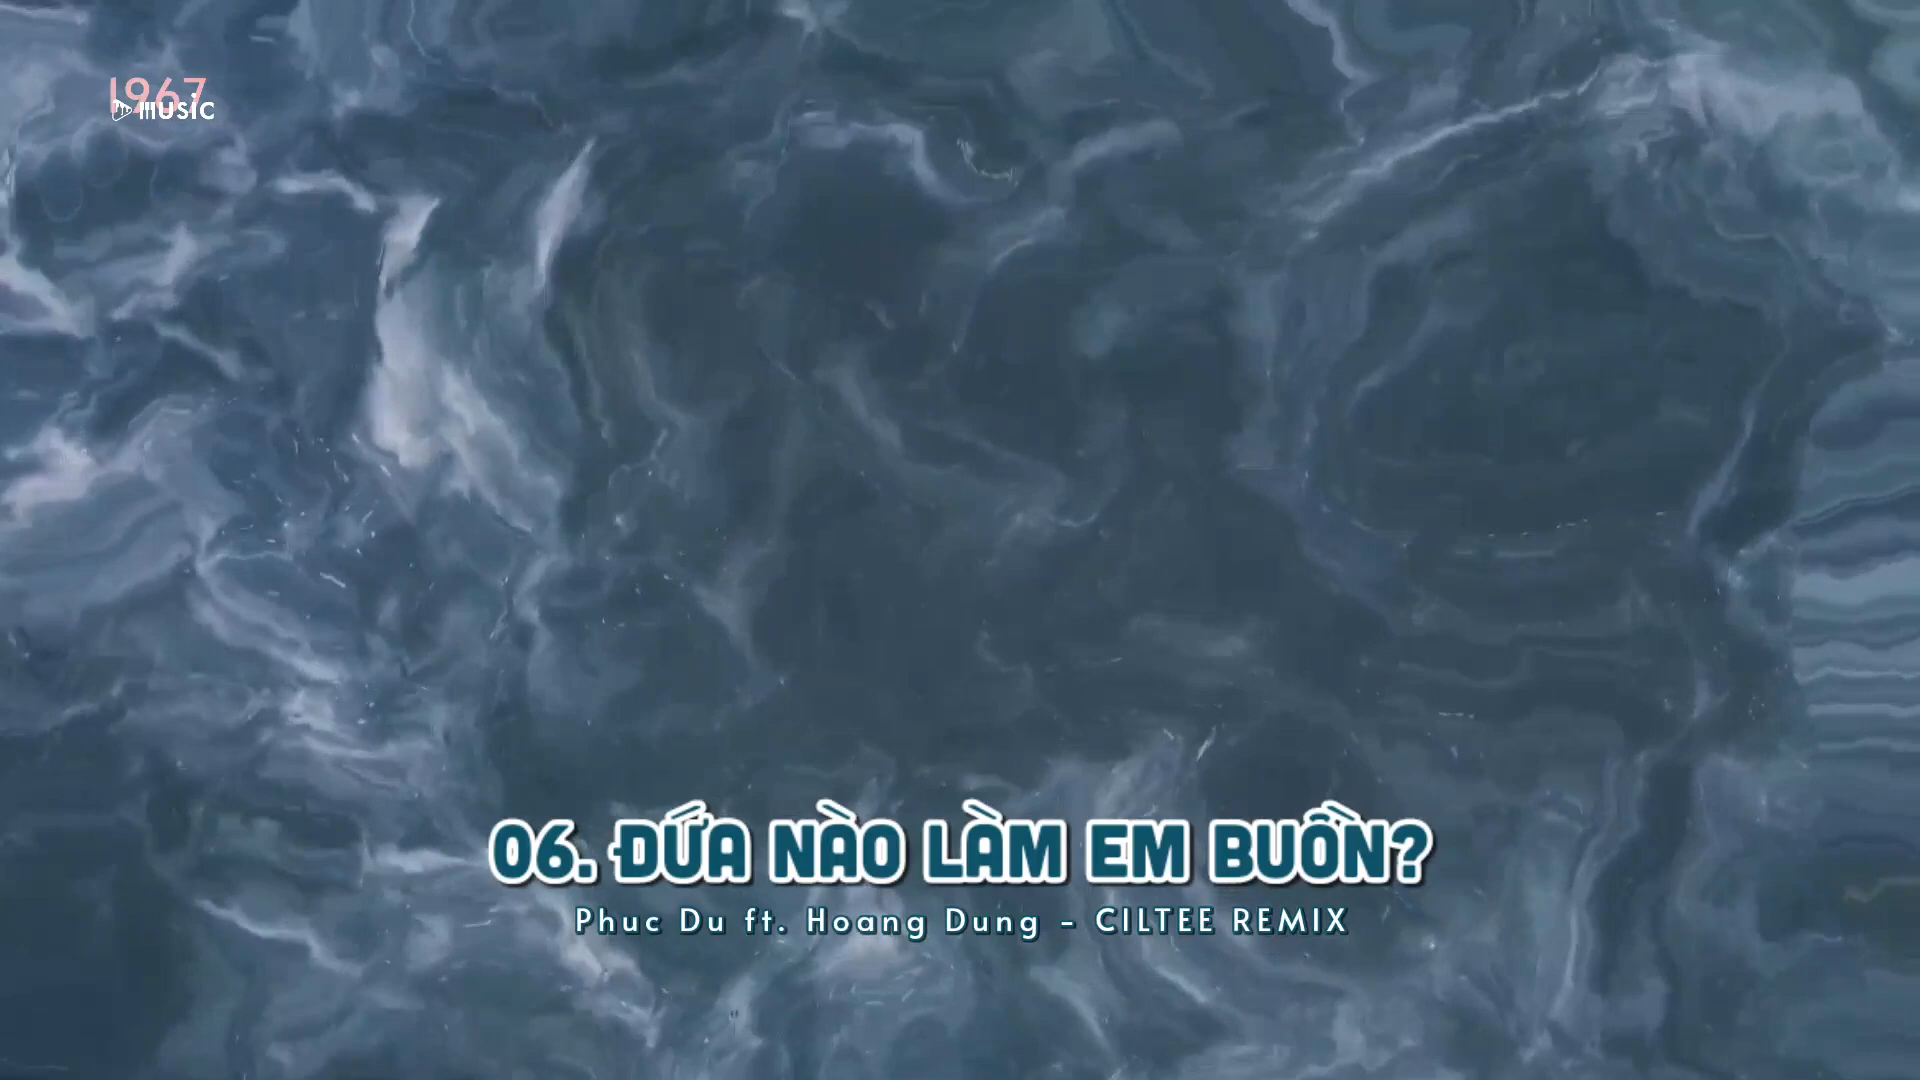 1967
MUSIC
06. ĐỨA NÀO LÀM EM BUỒN?
Phuc Du ft. Hoang Dung - CILTEE REMIX